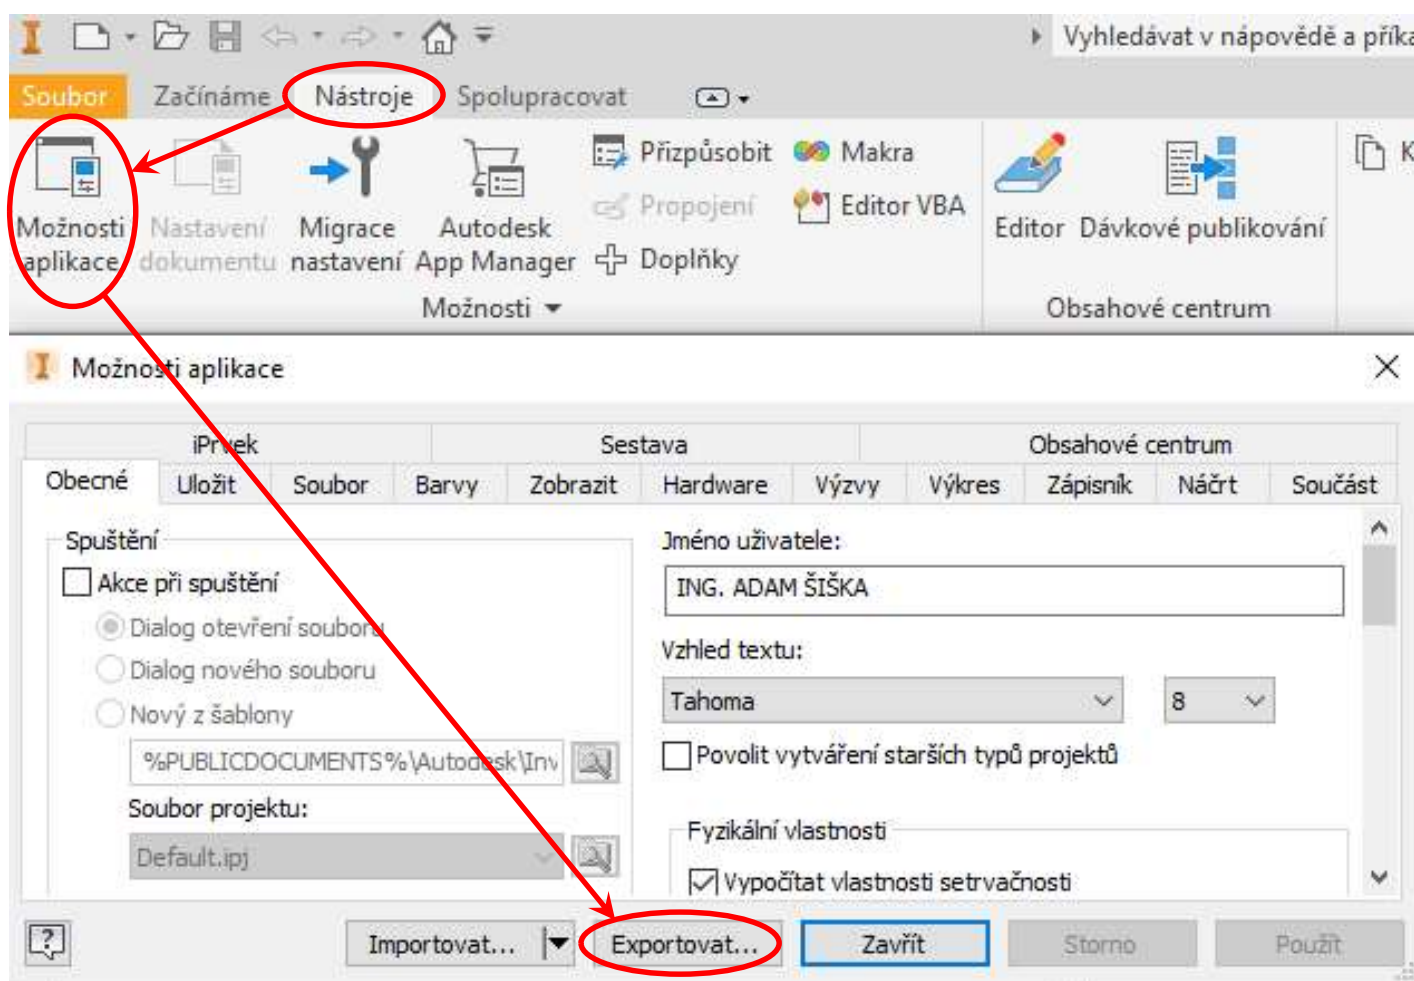 Vyhledávat v nápovědě a příka
Soubor Začínáme Nástroje Spolupracovat
Možnosti aplikace
Nastavení dokumentu
Migrace nastavení
Autodesk App Manager
Přizpůsobit
Propojení
Doplňky
Makra
Editor VBA
Možnosti
Editor
Dávkové publikování
Obsahové centrum
K
Možnosti aplikace
iPrvek Sestava Obsahové centrum
Obecné Uložit Soubor Barvy Zobrazit Hardware Výzvy Výkres Zápisník Náčrt Součást
Spuštění
Akce při spuštění
Dialog otevření souboru
Dialog nového souboru
Nový z šablony
%PUBLICDOCUMENTS%\Autodesk\Inv
Soubor projektu:
Default.ipj
Jméno uživatele:
ING. ADAM ŠIŠKA
Vzhled textu:
Tahoma 8
Povolit vytváření starších typů projektů
Fyzikální vlastnosti
Vypočítat vlastnosti setrvačnosti
? Importovat... Exportovat... Zavřít Storno Použít